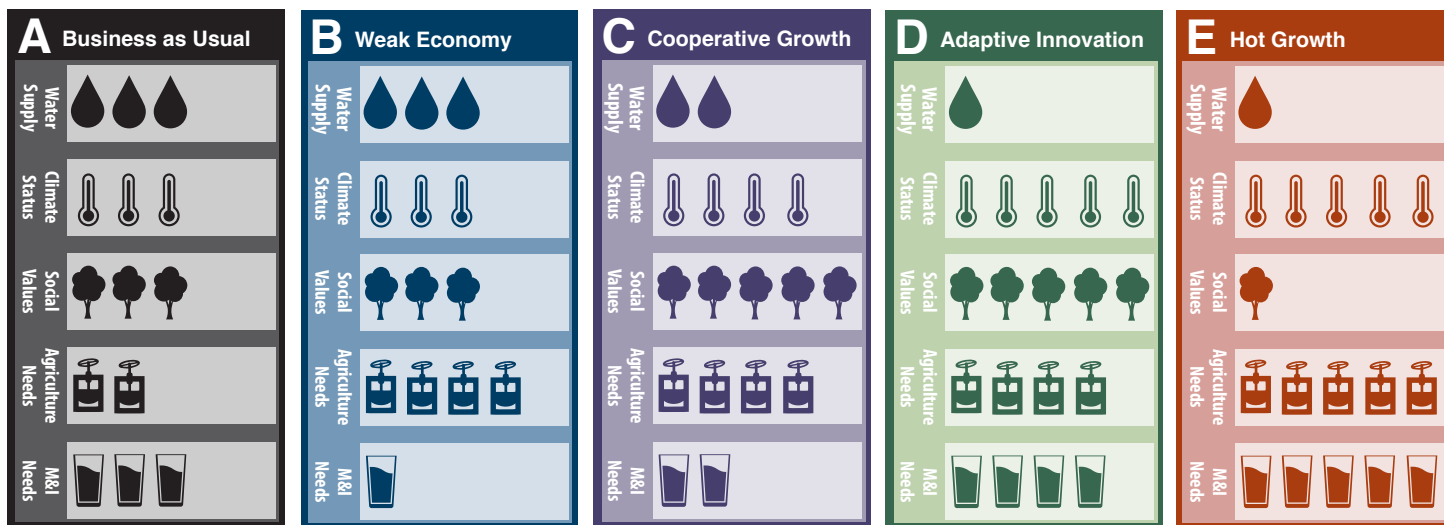 A Business as Usual
Water
Supply
Climate
Status
Social
Values
Agriculture
Needs
M&I
Needs
B Weak Economy
Water
Supply
Climate
Status
Social
Values
Agriculture
Needs
M&I
Needs
C Cooperative Growth
Water
Supply
Climate
Status
Social
Values
Agriculture
Needs
M&I
Needs
D Adaptive Innovation
Water
Supply
Climate
Status
Social
Values
Agriculture
Needs
M&I
Needs
E Hot Growth
Water
Supply
Climate
Status
Social
Values
Agriculture
Needs
M&I
Needs